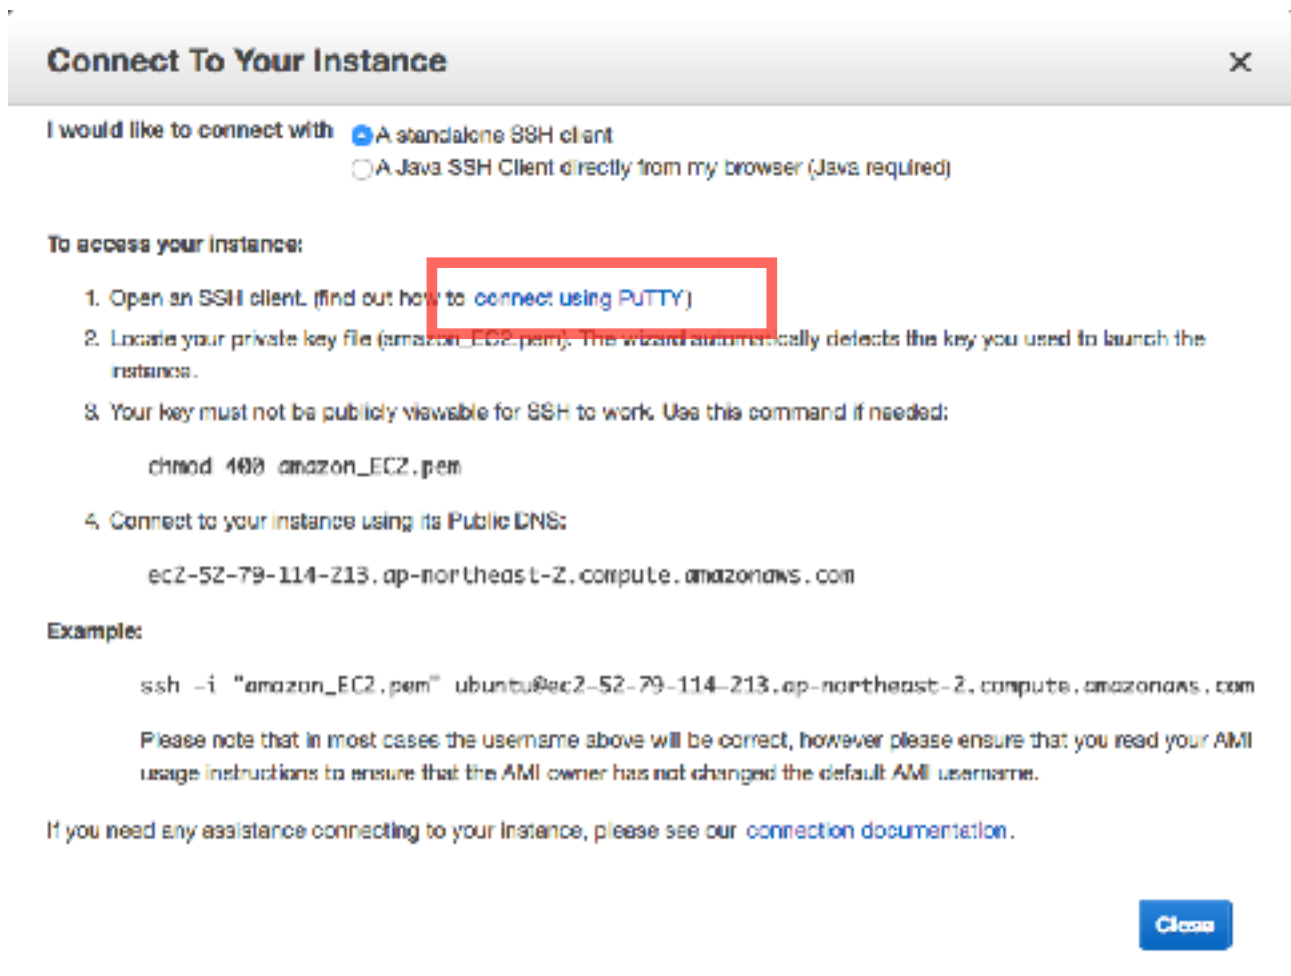 Connect To Your Instance
I would like to connect with
A standalone SSH client
A Java SSH Client directly from my browser (Java required)
To access your instance:
1. Open an SSH client. (find out how to connect using PuTTY)
2. Locate your private key file (amazon_EC2.pem). The wizard automatically detects the key you used to launch the
instance.
3. Your key must not be publicly viewable for SSH to work. Use this command if needed:
chmod 400 amazon_EC2.pem
4. Connect to your instance using its Public DNS:
ec2-52-79-114-213.ap-northeast-2.compute.amazonaws.com
Example:
ssh -i "amazon_EC2.pem" ubuntu@ec2-52-79-114-213.ap-northeast-2.compute.amazonaws.com
Please note that in most cases the username above will be correct, however please ensure that you read your AMI
usage instructions to ensure that the AMI owner has not changed the default AMI username.
If you need any assistance connecting to your instance, please see our connection documentation.
Close